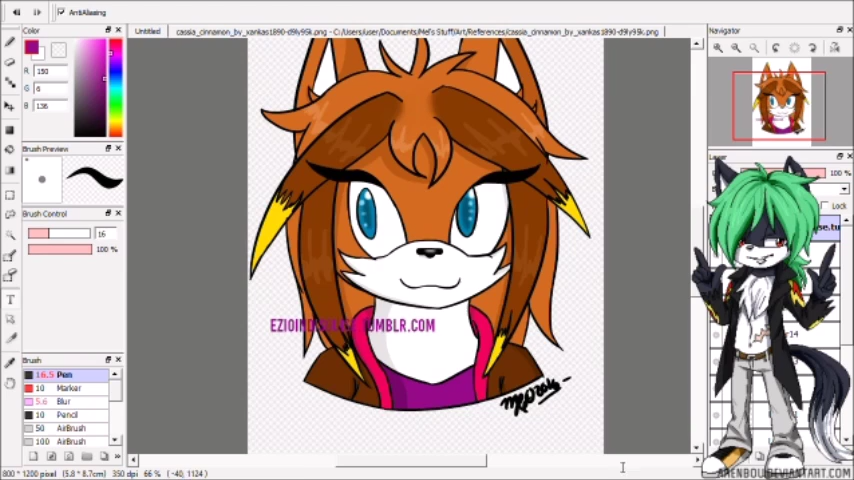 AntiAliasing
Color
Untitled
cassia_cinnamon_by_xankas1890-d9ly95k.png - C:/Users/user/Documents/Mel's Stuff/Art/References/cassia_cinnamon_by_xankas1890-d9ly95k.png
Navigator
R 150
G 6
B 136
Brush Preview
Layer
100 %
Lock
Brush Control
16
100 %
Brush
16.5 Pen
10 Marker
5.6 Blur
10 Pencil
50 AirBrush
100 AirBrush
2016
800 * 1200 pixel (5.8 * 8.7cm) 350 dpi 66 % (-40, 1124)
ARENBOU.DEVIANTART.COM